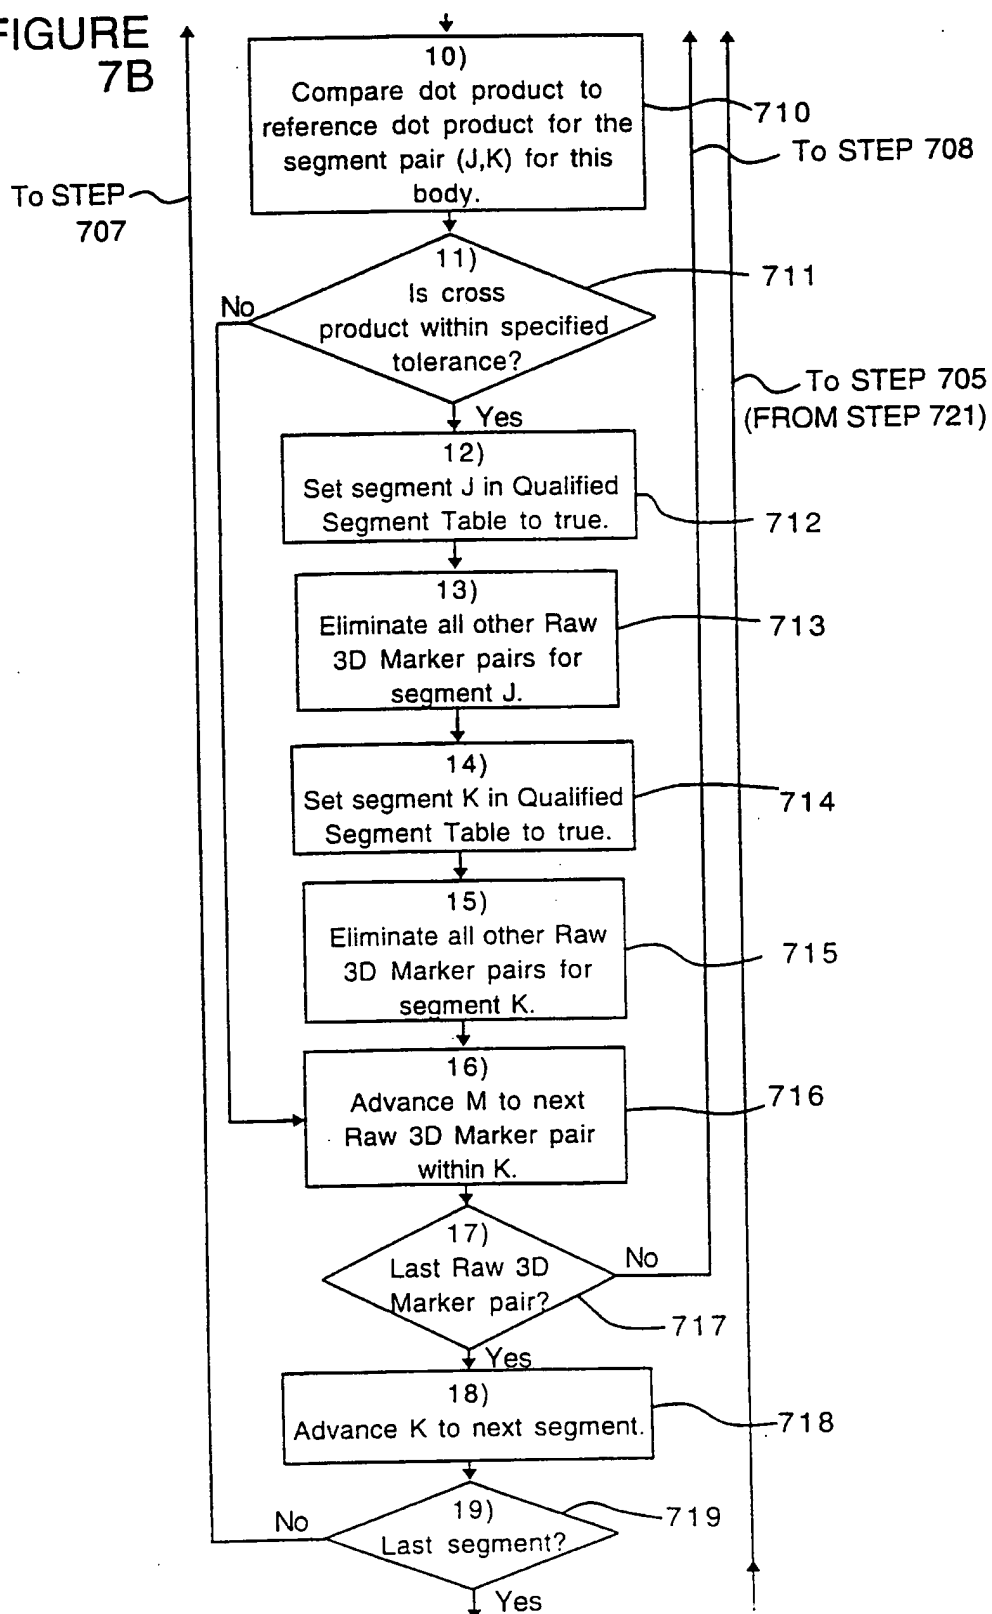 FIGURE
7B
10)
Compare dot product to
reference dot product for the
segment pair (J,K) for this
body.
710
To STEP 708
To STEP
707
11)
Is cross
product within specified
tolerance?
711
No
To STEP 705
(FROM STEP 721)
Yes
12)
Set segment J in Qualified
Segment Table to true.
712
13)
Eliminate all other Raw
3D Marker pairs for
segment J.
713
14)
Set segment K in Qualified
Segment Table to true.
714
15)
Eliminate all other Raw
3D Marker pairs for
segment K.
715
16)
Advance M to next
Raw 3D Marker pair
within K.
716
17)
Last Raw 3D
Marker pair?
No
717
Yes
18)
Advance K to next segment.
718
19)
Last segment?
719
No
Yes